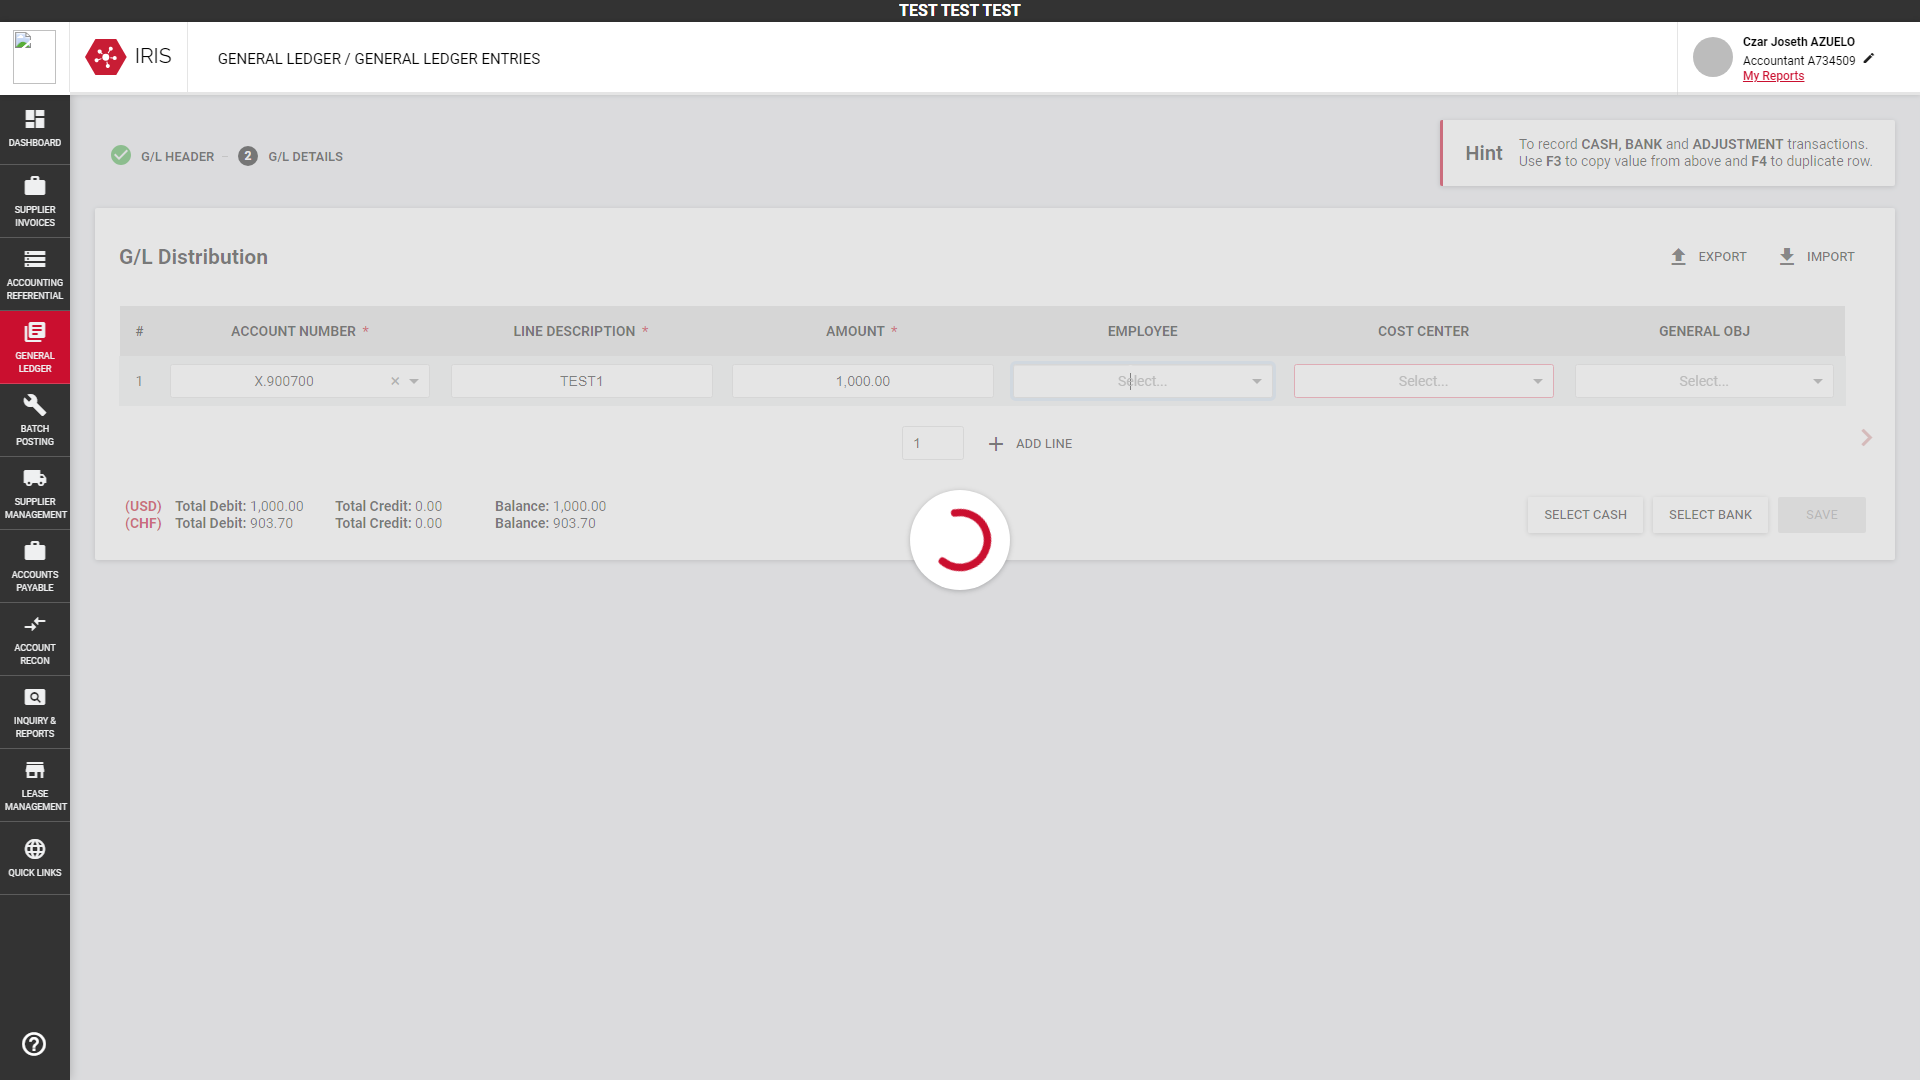 TEST TEST TEST
IRIS
GENERAL LEDGER / GENERAL LEDGER ENTRIES
Czar Joseth AZUELO
Accountant A734509
My Reports
DASHBOARD
SUPPLIER
INVOICES
ACCOUNTING
REFERENTIAL
GENERAL
LEDGER
BATCH
POSTING
SUPPLIER
MANAGEMENT
ACCOUNTS
PAYABLE
ACCOUNT
RECON
INQUIRY &
REPORTS
LEASE
MANAGEMENT
QUICK LINKS
G/L HEADER 2 G/L DETAILS
Hint
To record CASH, BANK and ADJUSTMENT transactions.
Use F3 to copy value from above and F4 to duplicate row.
G/L Distribution
EXPORT IMPORT
# ACCOUNT NUMBER * LINE DESCRIPTION * AMOUNT * EMPLOYEE COST CENTER GENERAL OBJ
1 X.900700 × TEST1 1,000.00 Select... Select... Select...
1 + ADD LINE
(USD) Total Debit: 1,000.00 Total Credit: 0.00 Balance: 1,000.00
(CHF) Total Debit: 903.70 Total Credit: 0.00 Balance: 903.70
SELECT CASH SELECT BANK SAVE